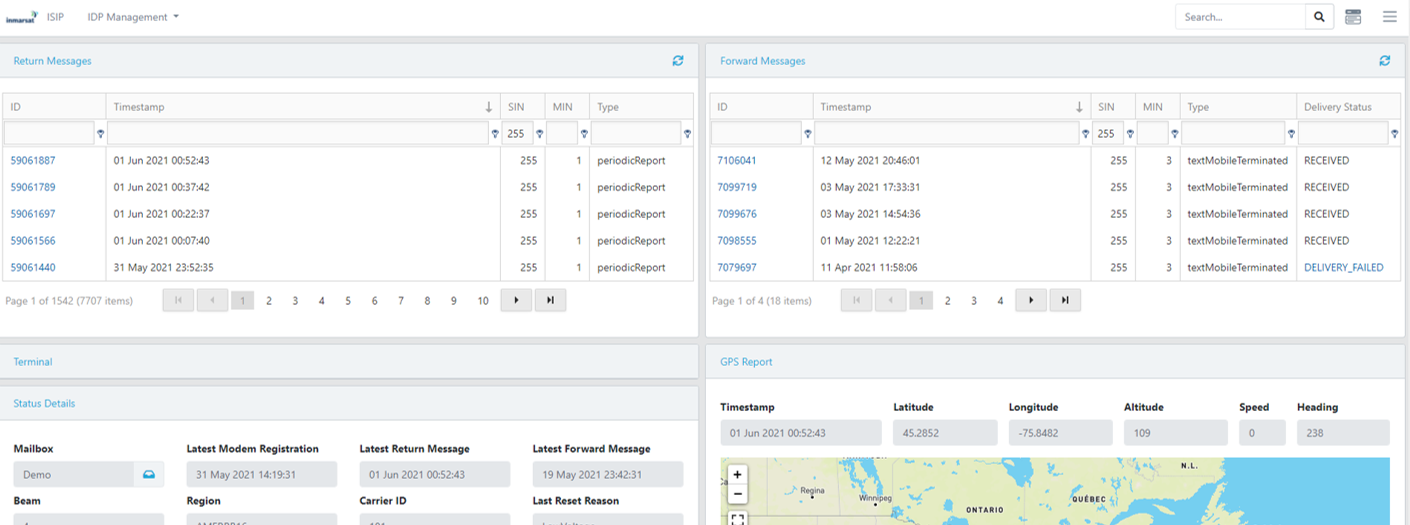 inmarsat ISIP IDP Management Search...
Return Messages
ID Timestamp SIN MIN Type
255
59061887 01 Jun 2021 00:52:43 255 1 periodicReport
59061789 01 Jun 2021 00:37:42 255 1 periodicReport
59061697 01 Jun 2021 00:22:37 255 1 periodicReport
59061566 01 Jun 2021 00:07:40 255 1 periodicReport
59061440 31 May 2021 23:52:35 255 1 periodicReport
Page 1 of 1542 (7707 items) 1 2 3 4 5 6 7 8 9 10
Forward Messages
ID Timestamp SIN MIN Type Delivery Status
255
7106041 12 May 2021 20:46:01 255 3 textMobileTerminated RECEIVED
7099719 03 May 2021 17:33:31 255 3 textMobileTerminated RECEIVED
7099676 03 May 2021 14:54:36 255 3 textMobileTerminated RECEIVED
7098555 01 May 2021 12:22:21 255 3 textMobileTerminated RECEIVED
7079697 11 Apr 2021 11:58:06 255 3 textMobileTerminated DELIVERY_FAILED
Page 1 of 4 (18 items) 1 2 3 4
Terminal
Status Details
Mailbox Latest Modem Registration Latest Return Message Latest Forward Message
Demo 31 May 2021 14:19:31 01 Jun 2021 00:52:43 19 May 2021 23:42:31
Beam Region Carrier ID Last Reset Reason
GPS Report
Timestamp Latitude Longitude Altitude Speed Heading
01 Jun 2021 00:52:43 45.2852 -75.8482 109 0 238
+
−
N.L.
Regina
Winnipeg
QUÉBEC
ONTARIO